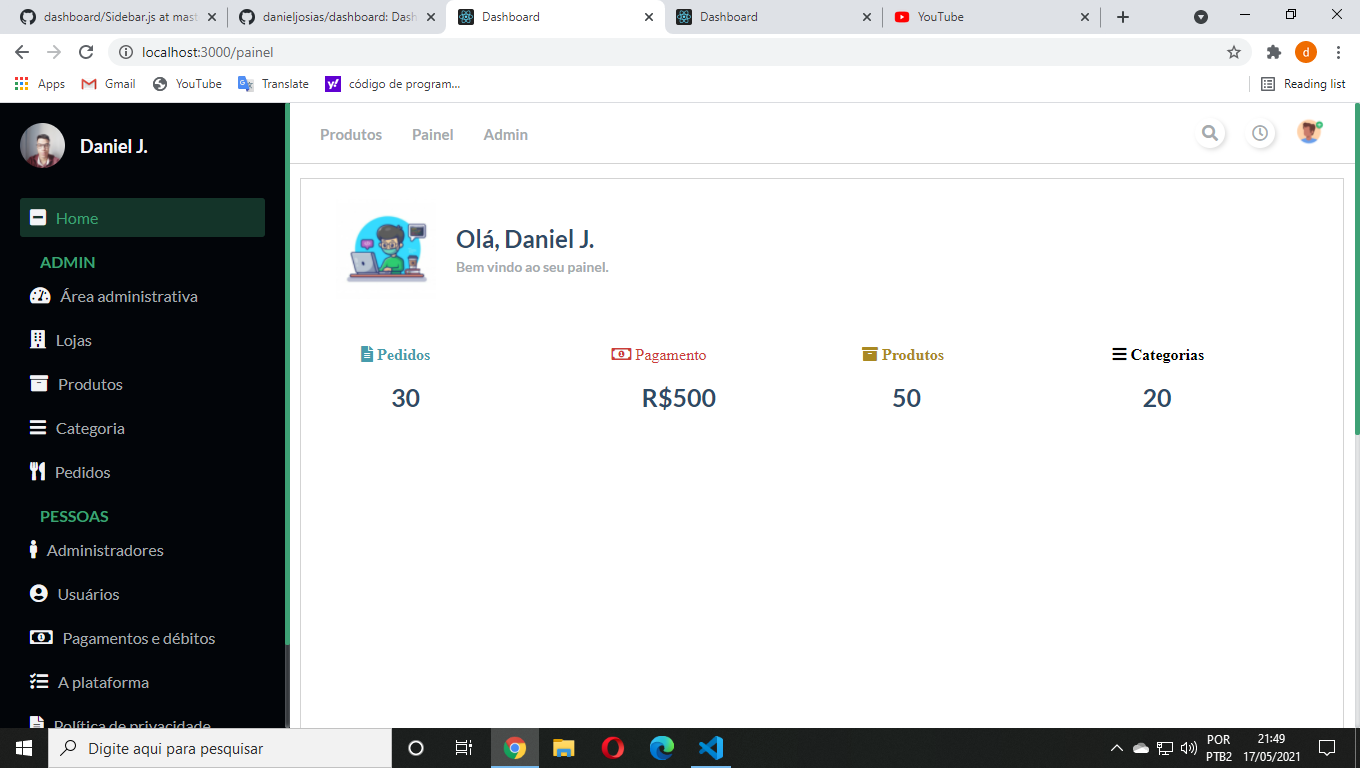 dashboard/Sidebar.js at mast
danieljosias/dashboard: Dash
Dashboard
Dashboard
YouTube
localhost:3000/painel
d
Apps
Gmail
YouTube
Translate
código de program...
Reading list
Daniel J.
Produtos
Painel
Admin
Home
ADMIN
Área administrativa
Lojas
Produtos
Categoria
Pedidos
PESSOAS
Administradores
Usuários
Pagamentos e débitos
A plataforma
Política de privacidade
Olá, Daniel J.
Bem vindo ao seu painel.
Pedidos
30
Pagamento
R$500
Produtos
50
Categorias
20
Digite aqui para pesquisar
POR
PTB2
21:49
17/05/2021